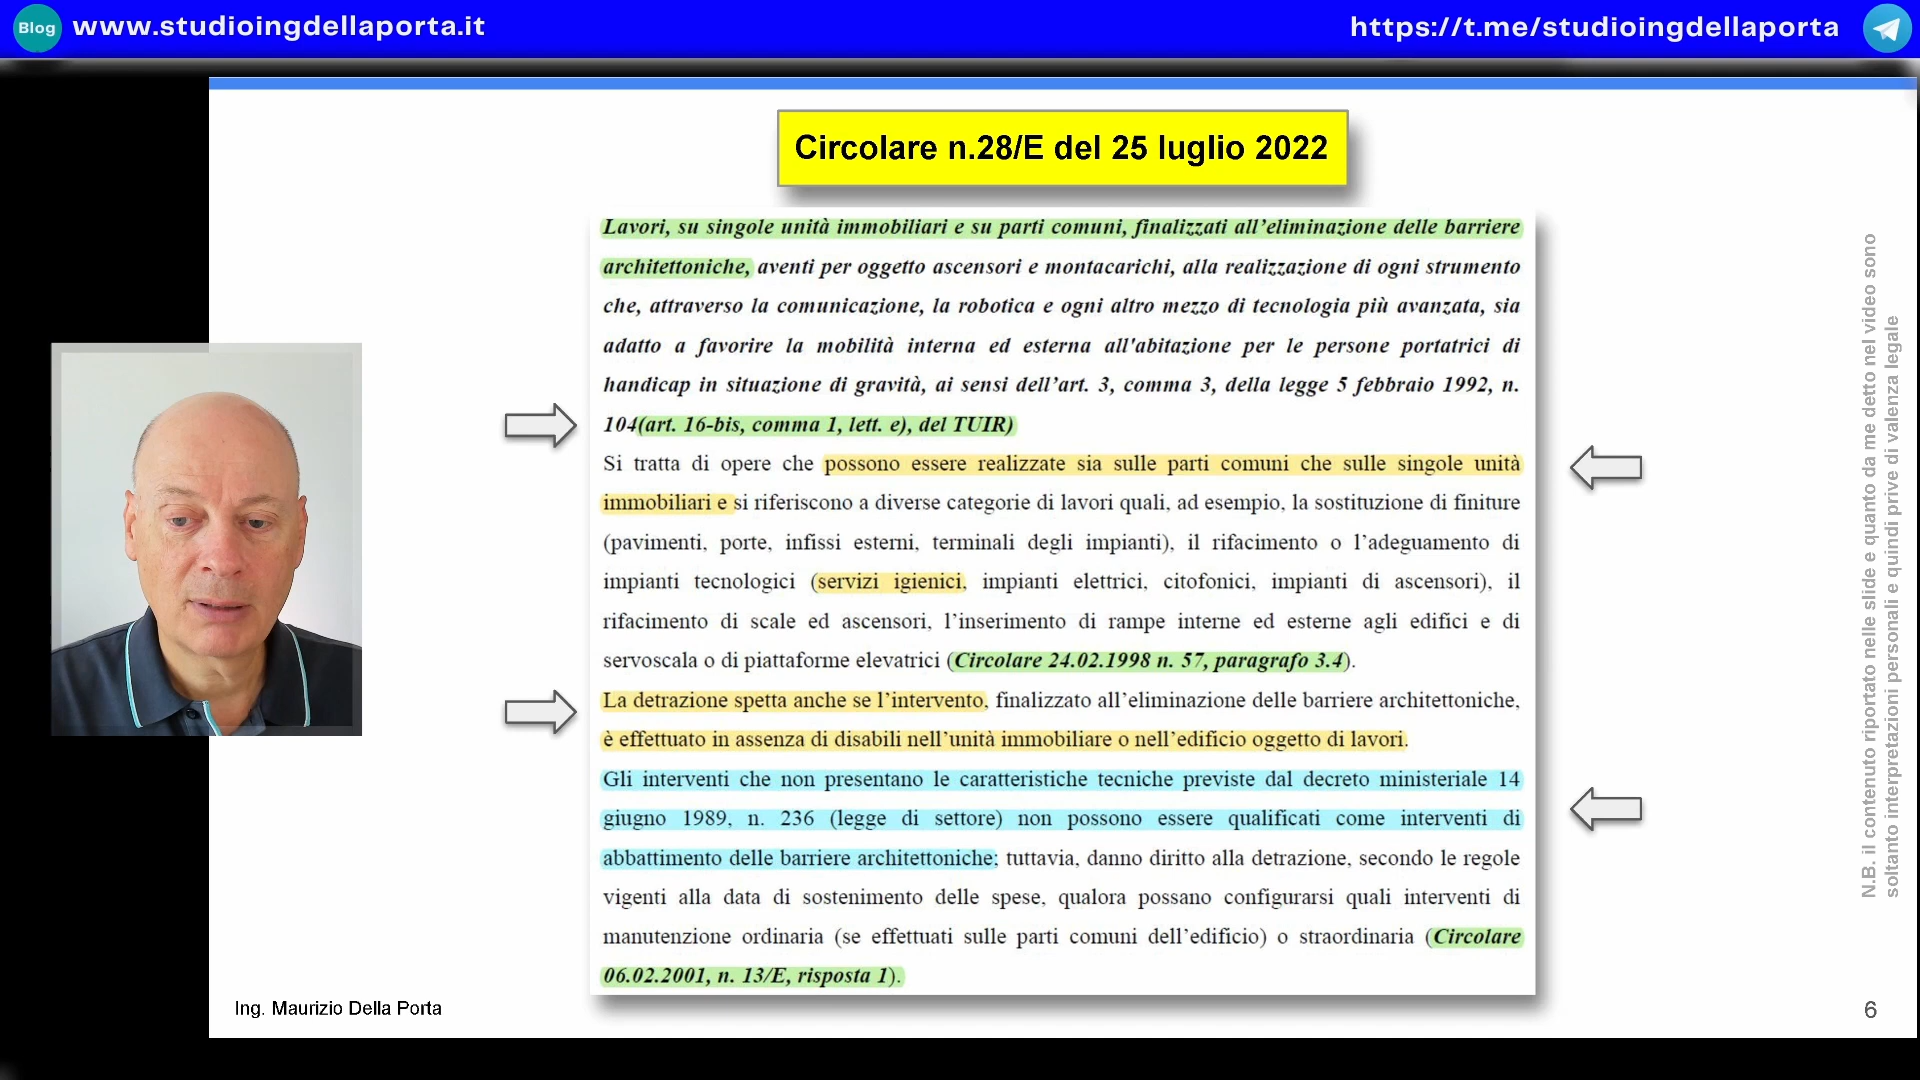 Blog www.studioingdellaporta.it
https://t.me/studioingdellaporta
Circolare n.28/E del 25 luglio 2022
Lavori, su singole unità immobiliari e su parti comuni, finalizzati all’eliminazione delle barriere
architettoniche, aventi per oggetto ascensori e montacarichi, alla realizzazione di ogni strumento
che, attraverso la comunicazione, la robotica e ogni altro mezzo di tecnologia più avanzata, sia
adatto a favorire la mobilità interna ed esterna all'abitazione per le persone portatrici di
handicap in situazione di gravità, ai sensi dell’art. 3, comma 3, della legge 5 febbraio 1992, n.
104(art. 16-bis, comma 1, lett. e), del TUIR)
Si tratta di opere che possono essere realizzate sia sulle parti comuni che sulle singole unità
immobiliari e si riferiscono a diverse categorie di lavori quali, ad esempio, la sostituzione di finiture
(pavimenti, porte, infissi esterni, terminali degli impianti), il rifacimento o l’adeguamento di
impianti tecnologici (servizi igienici, impianti elettrici, citofonici, impianti di ascensori), il
rifacimento di scale ed ascensori, l’inserimento di rampe interne ed esterne agli edifici e di
servoscala o di piattaforme elevatrici (Circolare 24.02.1998 n. 57, paragrafo 3.4).
La detrazione spetta anche se l’intervento, finalizzato all’eliminazione delle barriere architettoniche,
è effettuato in assenza di disabili nell’unità immobiliare o nell’edificio oggetto di lavori.
Gli interventi che non presentano le caratteristiche tecniche previste dal decreto ministeriale 14
giugno 1989, n. 236 (legge di settore) non possono essere qualificati come interventi di
abbattimento delle barriere architettoniche; tuttavia, danno diritto alla detrazione, secondo le regole
vigenti alla data di sostenimento delle spese, qualora possano configurarsi quali interventi di
manutenzione ordinaria (se effettuati sulle parti comuni dell’edificio) o straordinaria (Circolare
06.02.2001, n. 13/E, risposta 1).
N.B. il contenuto riportato nelle slide e quanto da me detto nel video sono
soltanto interpretazioni personali e quindi prive di valenza legale
Ing. Maurizio Della Porta
6